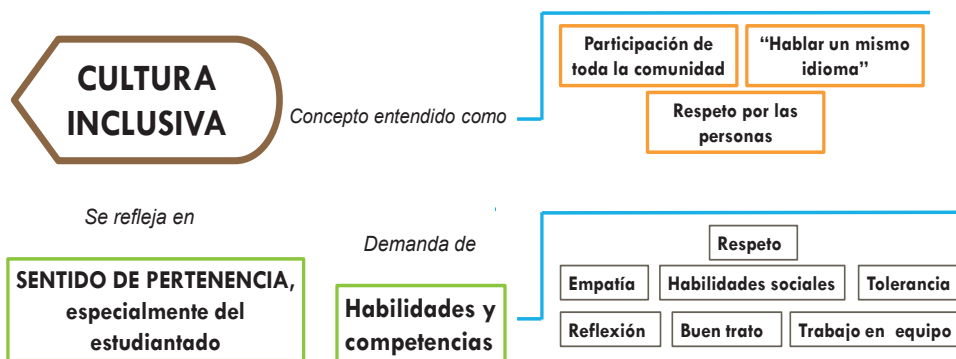 CULTURA
INCLUSIVA
Concepto entendido como
Participación de
toda la comunidad
“Hablar un mismo
idioma”
Respeto por las
personas
Se refleja en
SENTIDO DE PERTENENCIA,
especialmente del
estudiantado
Demanda de
Habilidades y
competencias
Respeto
Empatía
Habilidades sociales
Tolerancia
Reflexión
Buen trato
Trabajo en equipo